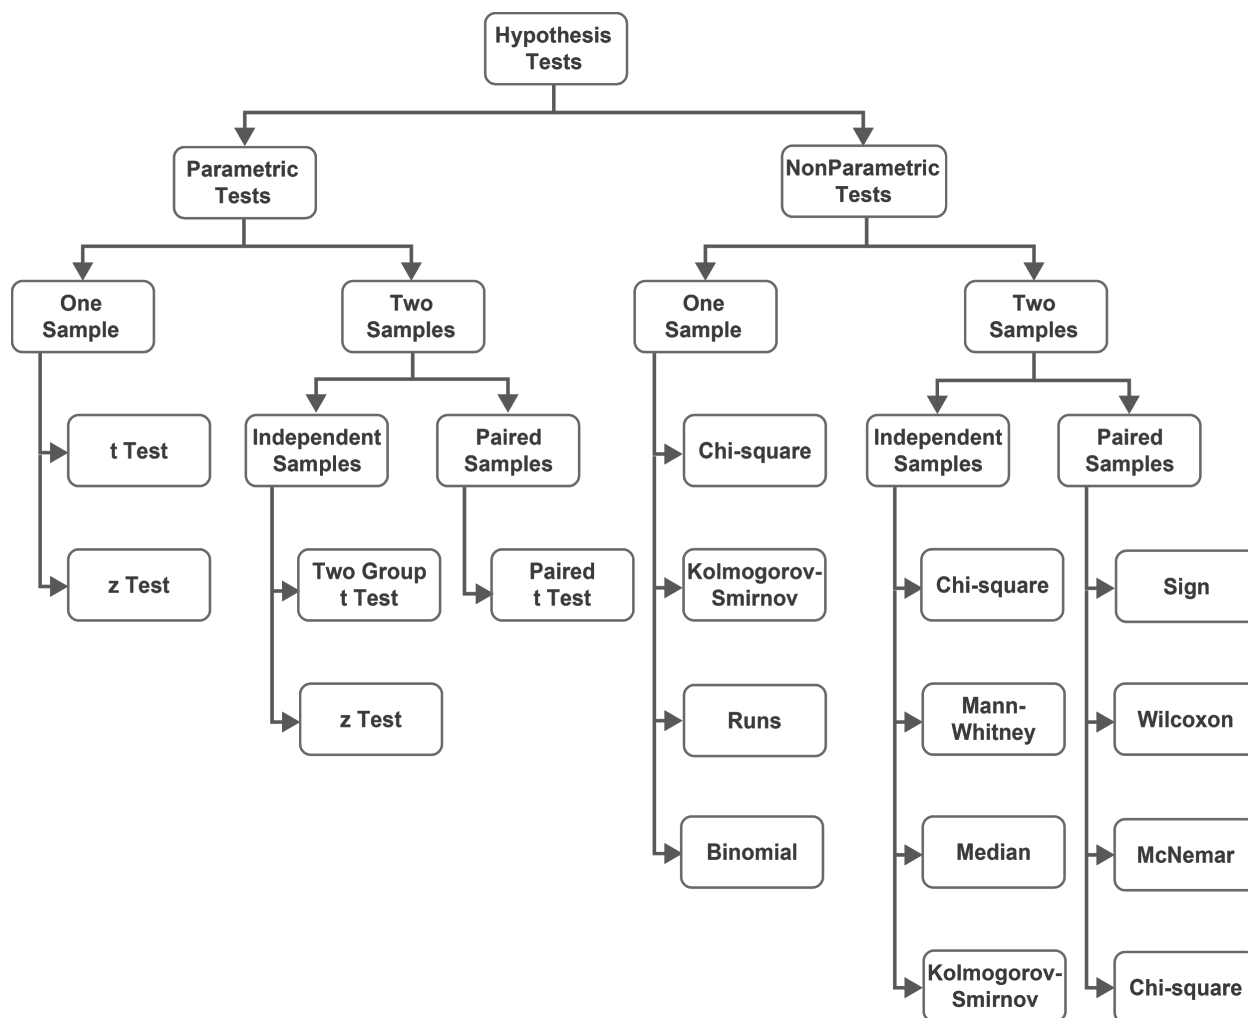 Hypothesis
Tests
Parametric
Tests
NonParametric
Tests
One
Sample
Two
Samples
One
Sample
Two
Samples
t Test
Independent
Samples
Paired
Samples
Chi-square
Independent
Samples
Paired
Samples
z Test
Two Group
t Test
Paired
t Test
Kolmogorov-
Smirnov
Chi-square
Sign
z Test
Runs
Mann-
Whitney
Wilcoxon
Binomial
Median
McNemar
Kolmogorov-
Smirnov
Chi-square